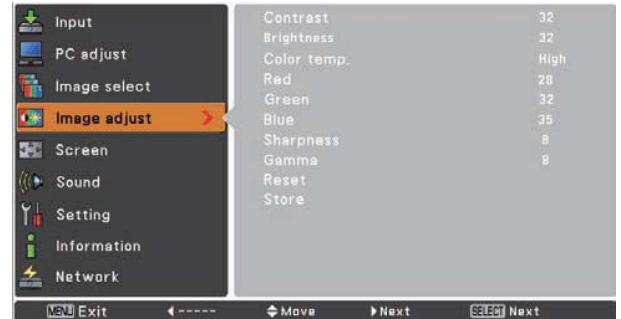 Input
PC adjust
Image select
Image adjust
Screen
Sound
Setting
Information
Network
Contrast 32
Brightness 32
Color temp. High
Red 28
Green 32
Blue 35
Sharpness 8
Gamma 8
Reset
Store
MENU Exit ----- Move Next SELECT Next